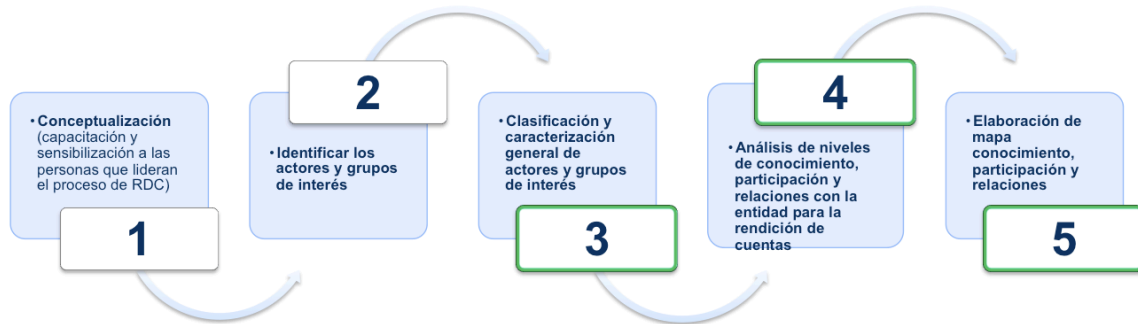 • Conceptualización
(capacitación y
sensibilización a las
personas que lideran
el proceso de RDC)
1
2
• Identificar los
actores y grupos
de interés
• Clasificación y
caracterización
general de
actores y grupos
de interés
3
4
• Análisis de niveles
de conocimiento,
participación y
relaciones con la
entidad para la
rendición de
cuentas
• Elaboración de
mapa
conocimiento,
participación y
relaciones
5